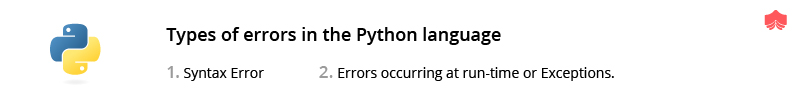 Types of errors in the Python language
1. Syntax Error 2. Errors occurring at run-time or Exceptions.